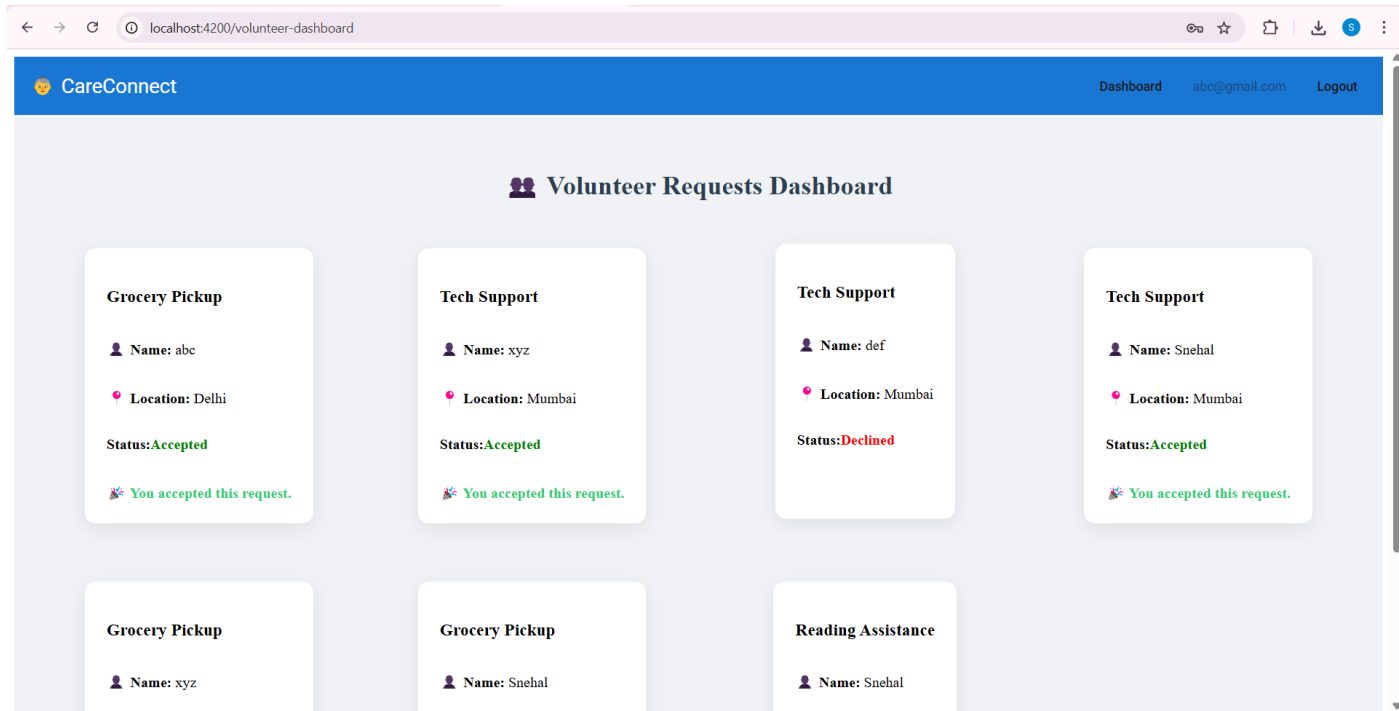 localhost:4200/volunteer-dashboard
S
CareConnect
Dashboard abc@gmail.com Logout
Volunteer Requests Dashboard
Grocery Pickup
Name: abc
Location: Delhi
Status:Accepted
You accepted this request.
Tech Support
Name: xyz
Location: Mumbai
Status:Accepted
You accepted this request.
Tech Support
Name: def
Location: Mumbai
Status:Declined
Tech Support
Name: Snehal
Location: Mumbai
Status:Accepted
You accepted this request.
Grocery Pickup
Name: xyz
Grocery Pickup
Name: Snehal
Reading Assistance
Name: Snehal